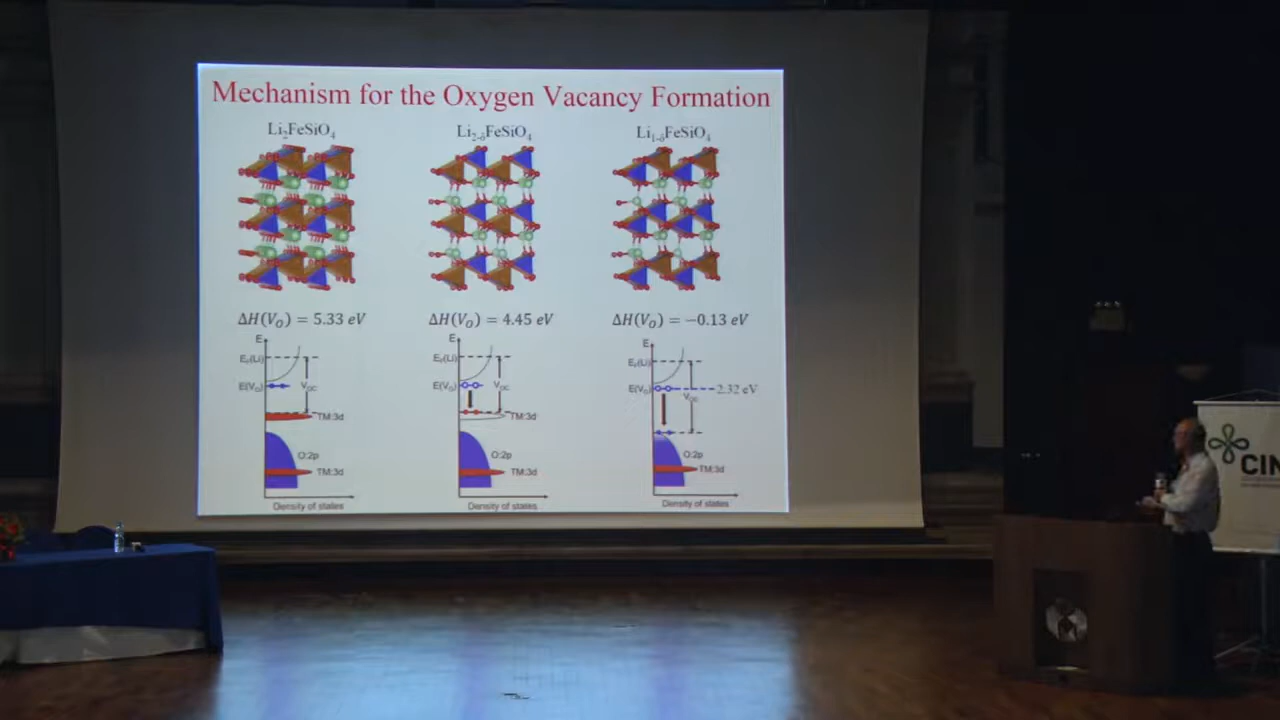 Mechanism for the Oxygen Vacancy Formation
Li₂FeSiO₄
Li₂₋δFeSiO₄
Li₁₋δFeSiO₄
ΔH(V_O) = 5.33 eV
ΔH(V_O) = 4.45 eV
ΔH(V_O) = −0.13 eV
E
E_F(Li)
E(V_O)
V_OC
TM:3d
O:2p
TM:3d
Density of states
E
E_F(Li)
E(V_O)
V_OC
TM:3d
O:2p
TM:3d
Density of states
E
E_F(Li)
E(V_O)
2.32 eV
V_OC
O:2p
TM:3d
Density of states
CIN